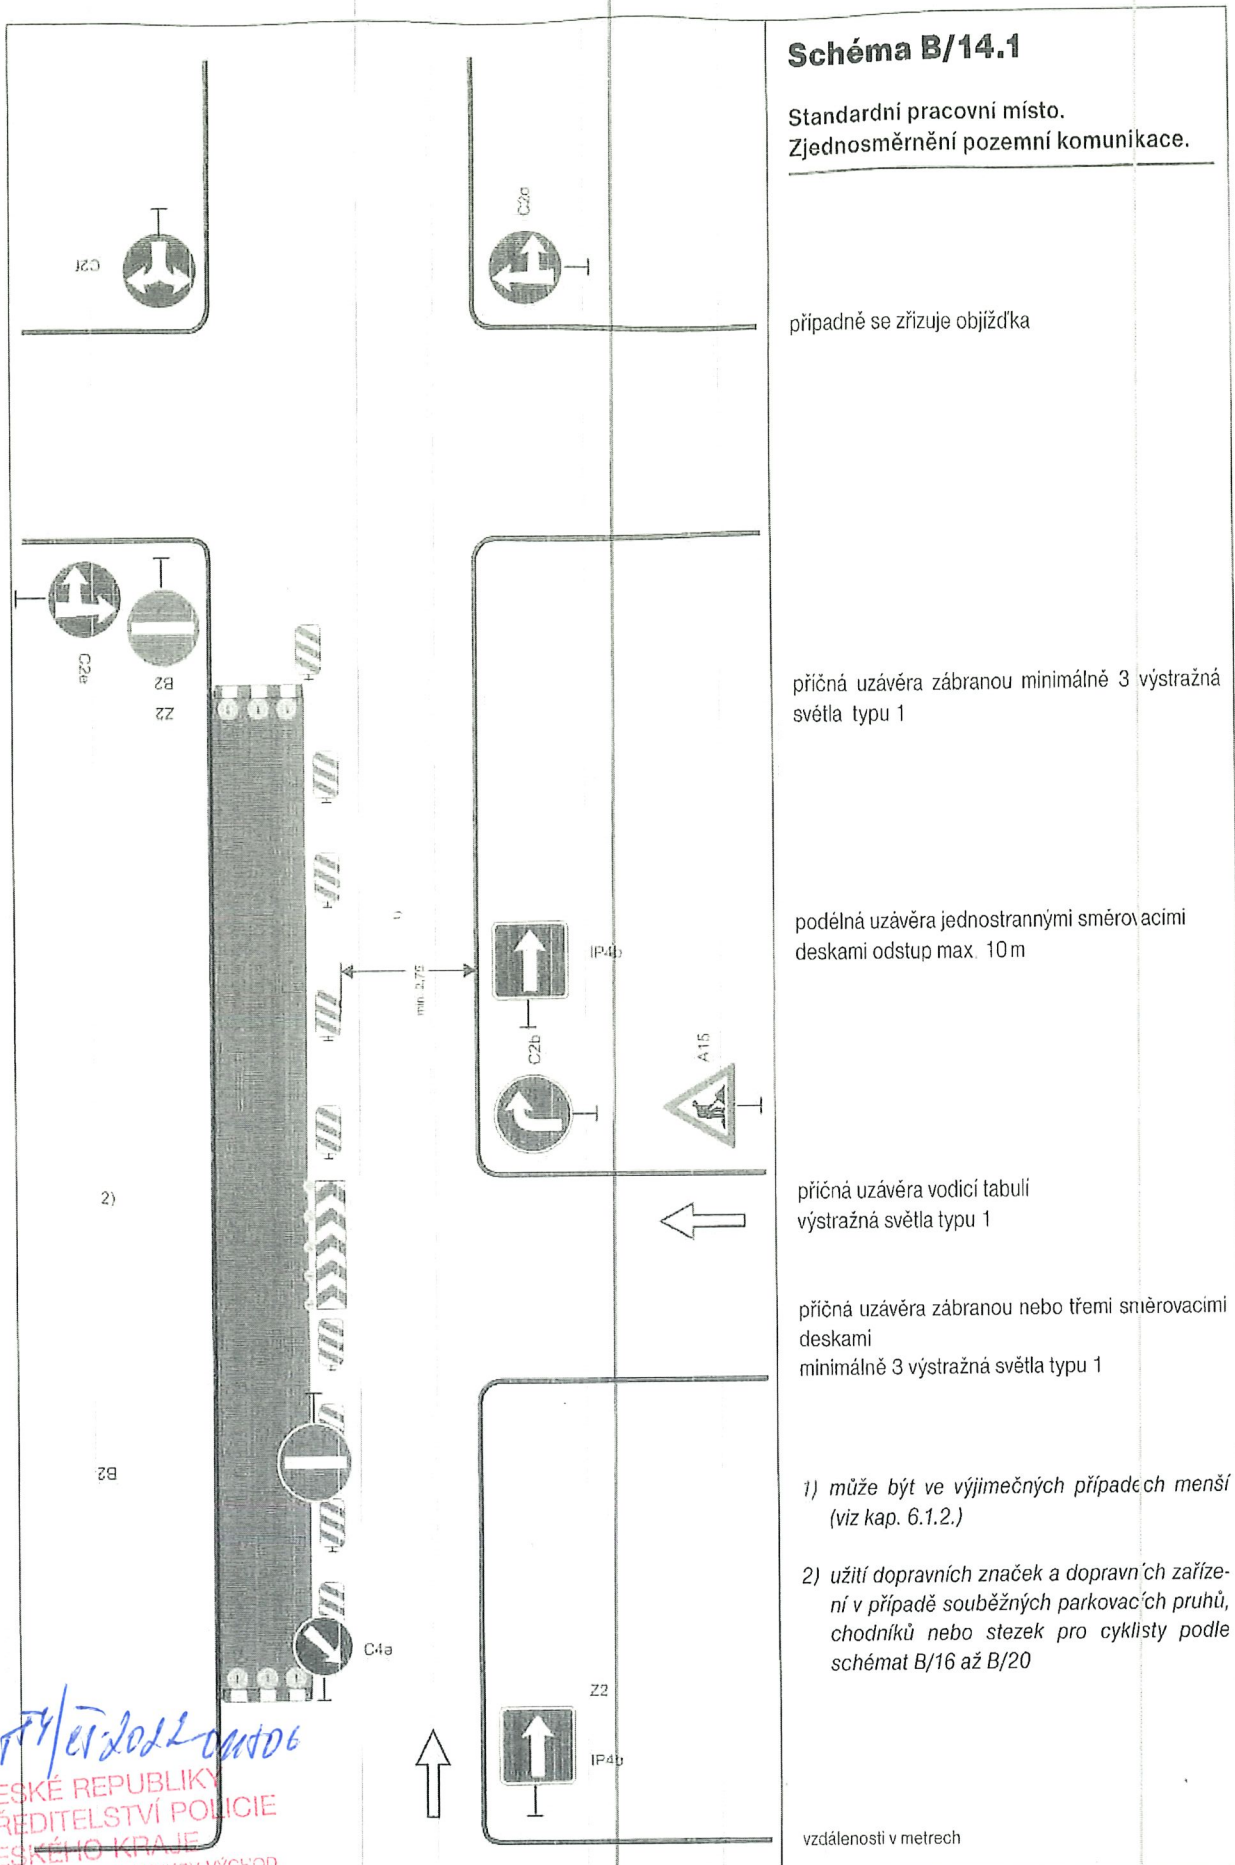 Schéma B/14.1
Standardní pracovní místo.
Zjednosměrnění pozemní komunikace.
C2f
C2d
případně se zřizuje objížďka
C2e
B2
Z2
příčná uzávěra zábranou minimálně 3 výstražná
světla typu 1
1)
min. 2,75
IP4b
podélná uzávěra jednostrannými směrovacími
deskami odstup max. 10 m
C2b
A15
2)
příčná uzávěra vodicí tabulí
výstražná světla typu 1
příčná uzávěra zábranou nebo třemi směrovacími
deskami
minimálně 3 výstražná světla typu 1
B2
1) může být ve výjimečných případech menší
(viz kap. 6.1.2.)
2) užití dopravních značek a dopravních zaříze-
ní v případě souběžných parkovacích pruhů,
chodníků nebo stezek pro cyklisty podle
schémat B/16 až B/20
C4a
Z2
IP4b
ESKÉ REPUBLIKY
ŘEDITELSTVÍ POLICIE
ESKÉHO KRAJE
VÝCHOD
vzdálenosti v metrech